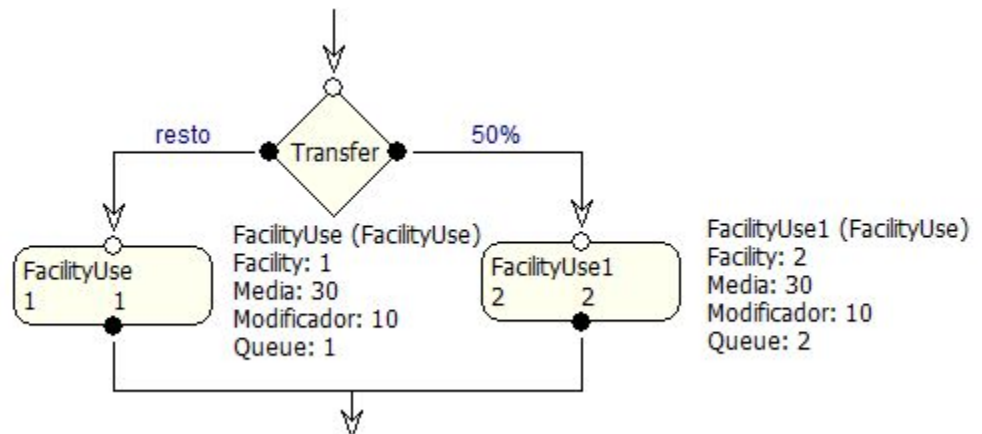 resto
50%
Transfer
FacilityUse
1 1
FacilityUse (FacilityUse)
Facility: 1
Media: 30
Modificador: 10
Queue: 1
FacilityUse1
2 2
FacilityUse1 (FacilityUse)
Facility: 2
Media: 30
Modificador: 10
Queue: 2